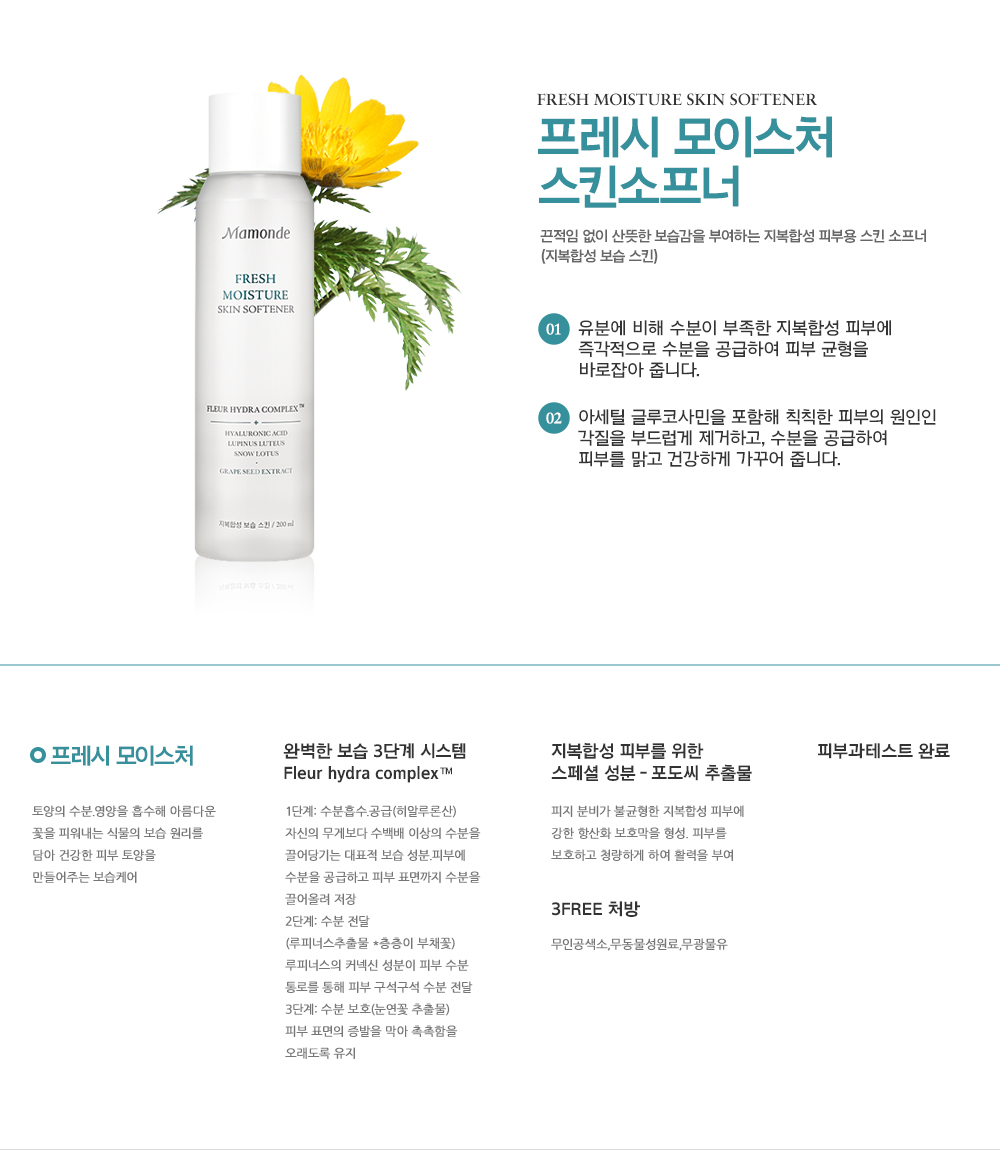 FRESH MOISTURE SKIN SOFTENER
프레시 모이스처
스킨소프너
끈적임 없이 산뜻한 보습감을 부여하는 지복합성 피부용 스킨 소프너
(지복합성 보습 스킨)
01 유분에 비해 수분이 부족한 지복합성 피부에
즉각적으로 수분을 공급하여 피부 균형을
바로잡아 줍니다.
02 아세틸 글루코사민을 포함해 칙칙한 피부의 원인인
각질을 부드럽게 제거하고, 수분을 공급하여
피부를 맑고 건강하게 가꾸어 줍니다.
Mamonde
FRESH
MOISTURE
SKIN SOFTENER
FLEUR HYDRA COMPLEX™
HYALURONIC ACID
LUPINUS LUTEUS
SNOW LOTUS
GRAPE SEED EXTRACT
지복합성 보습 스킨 / 200 ml
프레시 모이스처
토양의 수분.영양을 흡수해 아름다운
꽃을 피워내는 식물의 보습 원리를
담아 건강한 피부 토양을
만들어주는 보습케어
완벽한 보습 3단계 시스템
Fleur hydra complex™
1단계: 수분흡수.공급(히알루론산)
자신의 무게보다 수백배 이상의 수분을
끌어당기는 대표적 보습 성분.피부에
수분을 공급하고 피부 표면까지 수분을
끌어올려 저장
2단계: 수분 전달
(루피너스추출물 *층층이 부채꽃)
루피너스의 커넥신 성분이 피부 수분
통로를 통해 피부 구석구석 수분 전달
3단계: 수분 보호(눈연꽃 추출물)
피부 표면의 증발을 막아 촉촉함을
오래도록 유지
지복합성 피부를 위한
스페셜 성분 - 포도씨 추출물
피지 분비가 불균형한 지복합성 피부에
강한 항산화 보호막을 형성. 피부를
보호하고 청량하게 하여 활력을 부여
3FREE 처방
무인공색소,무동물성원료,무광물유
피부과테스트 완료